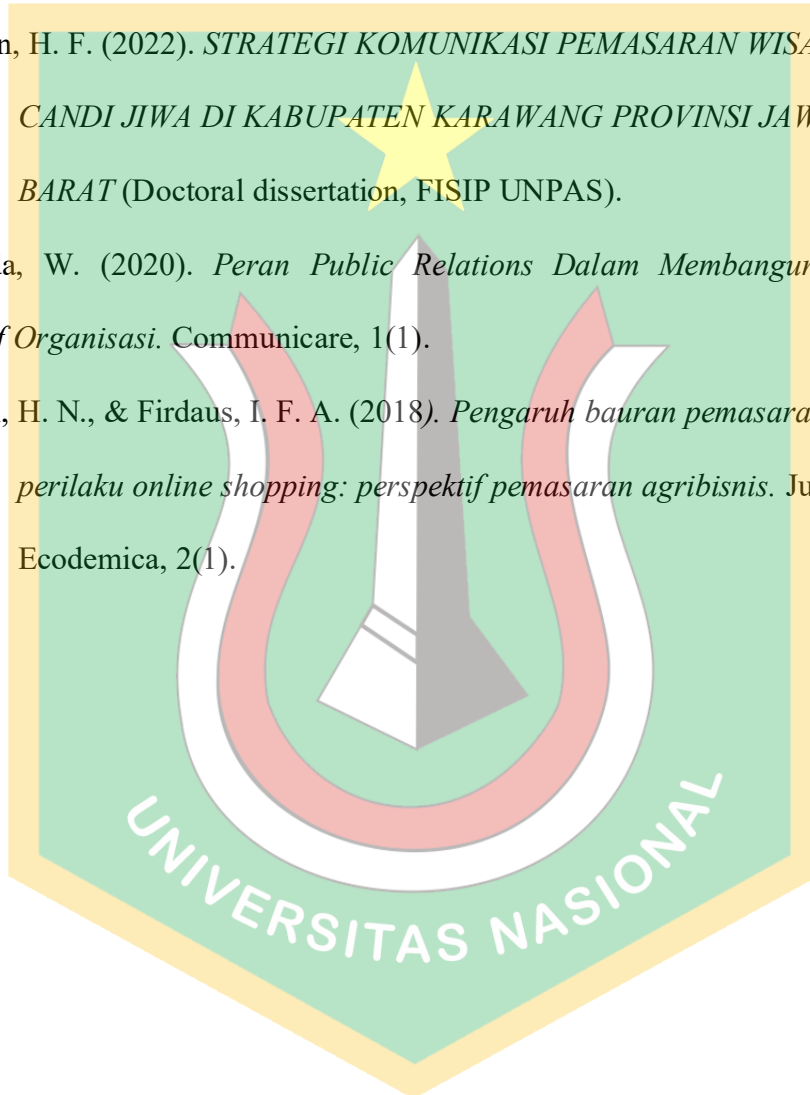 n, H. F. (2022). STRATEGI KOMUNIKASI PEMASARAN WISA
CANDI JIWA DI KABUPATEN KARAWANG PROVINSI JAW
BARAT (Doctoral dissertation, FISIP UNPAS).
a, W. (2020). Peran Public Relations Dalam Membangun
f Organisasi. Communicare, 1(1).
, H. N., & Firdaus, I. F. A. (2018). Pengaruh bauran pemasara
perilaku online shopping: perspektif pemasaran agribisnis. Ju
Ecodemica, 2(1).
UNIVERSITAS NASIONAL